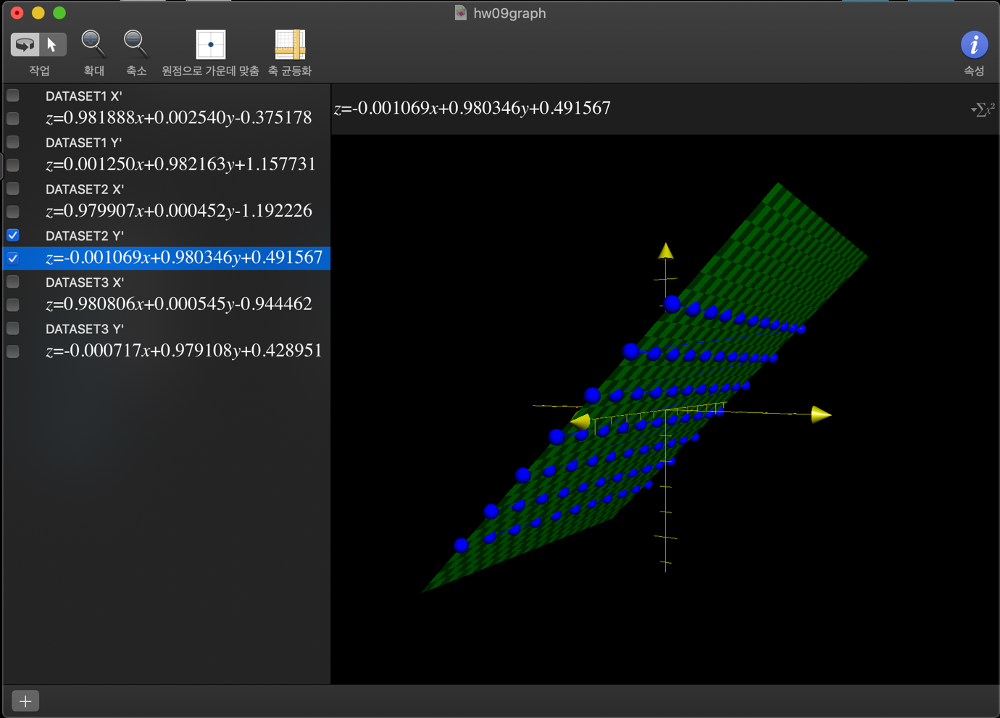 hw09graph
작업
확대
축소
원점으로 가운데 맞춤
축 균등화
속성
DATASET1 X'
z=0.981888x+0.002540y-0.375178
DATASET1 Y'
z=0.001250x+0.982163y+1.157731
DATASET2 X'
z=0.979907x+0.000452y-1.192226
DATASET2 Y'
z=-0.001069x+0.980346y+0.491567
DATASET3 X'
z=0.980806x+0.000545y-0.944462
DATASET3 Y'
z=-0.000717x+0.979108y+0.428951
z=-0.001069x+0.980346y+0.491567
Σx²